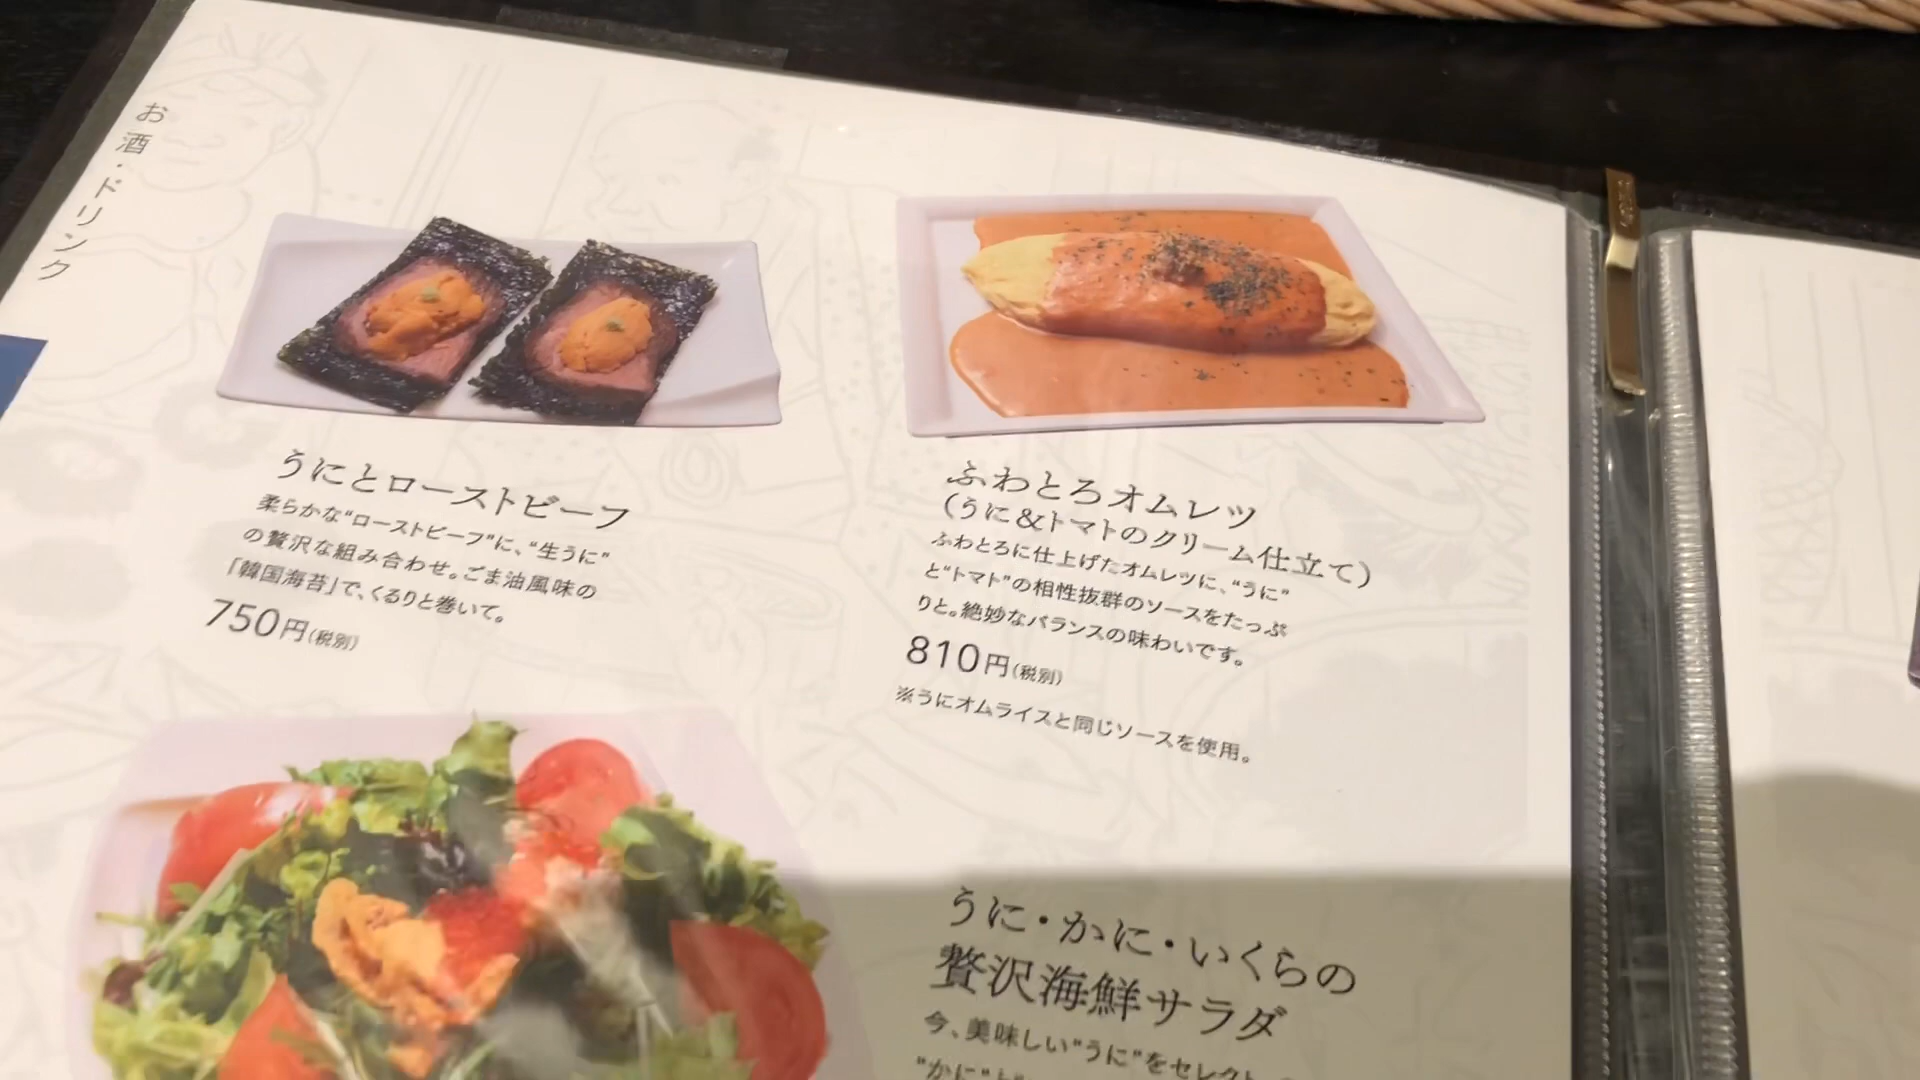 お酒・ドリンク
うにとローストビーフ
柔らかな“ローストビーフ”に、“生うに”
の贅沢な組み合わせ。ごま油風味の
「韓国海苔」で、くるりと巻いて。
750円(税別)
ふわとろオムレツ
(うに&トマトのクリーム仕立て)
ふわとろに仕上げたオムレツに、“うに”
と“トマト”の相性抜群のソースをたっぷ
りと。絶妙なバランスの味わいです。
810円(税別)
※うにオムライスと同じソースを使用。
うに・かに・いくらの
贅沢海鮮サラダ
今、美味しい“うに”をセレクト
“かに”と